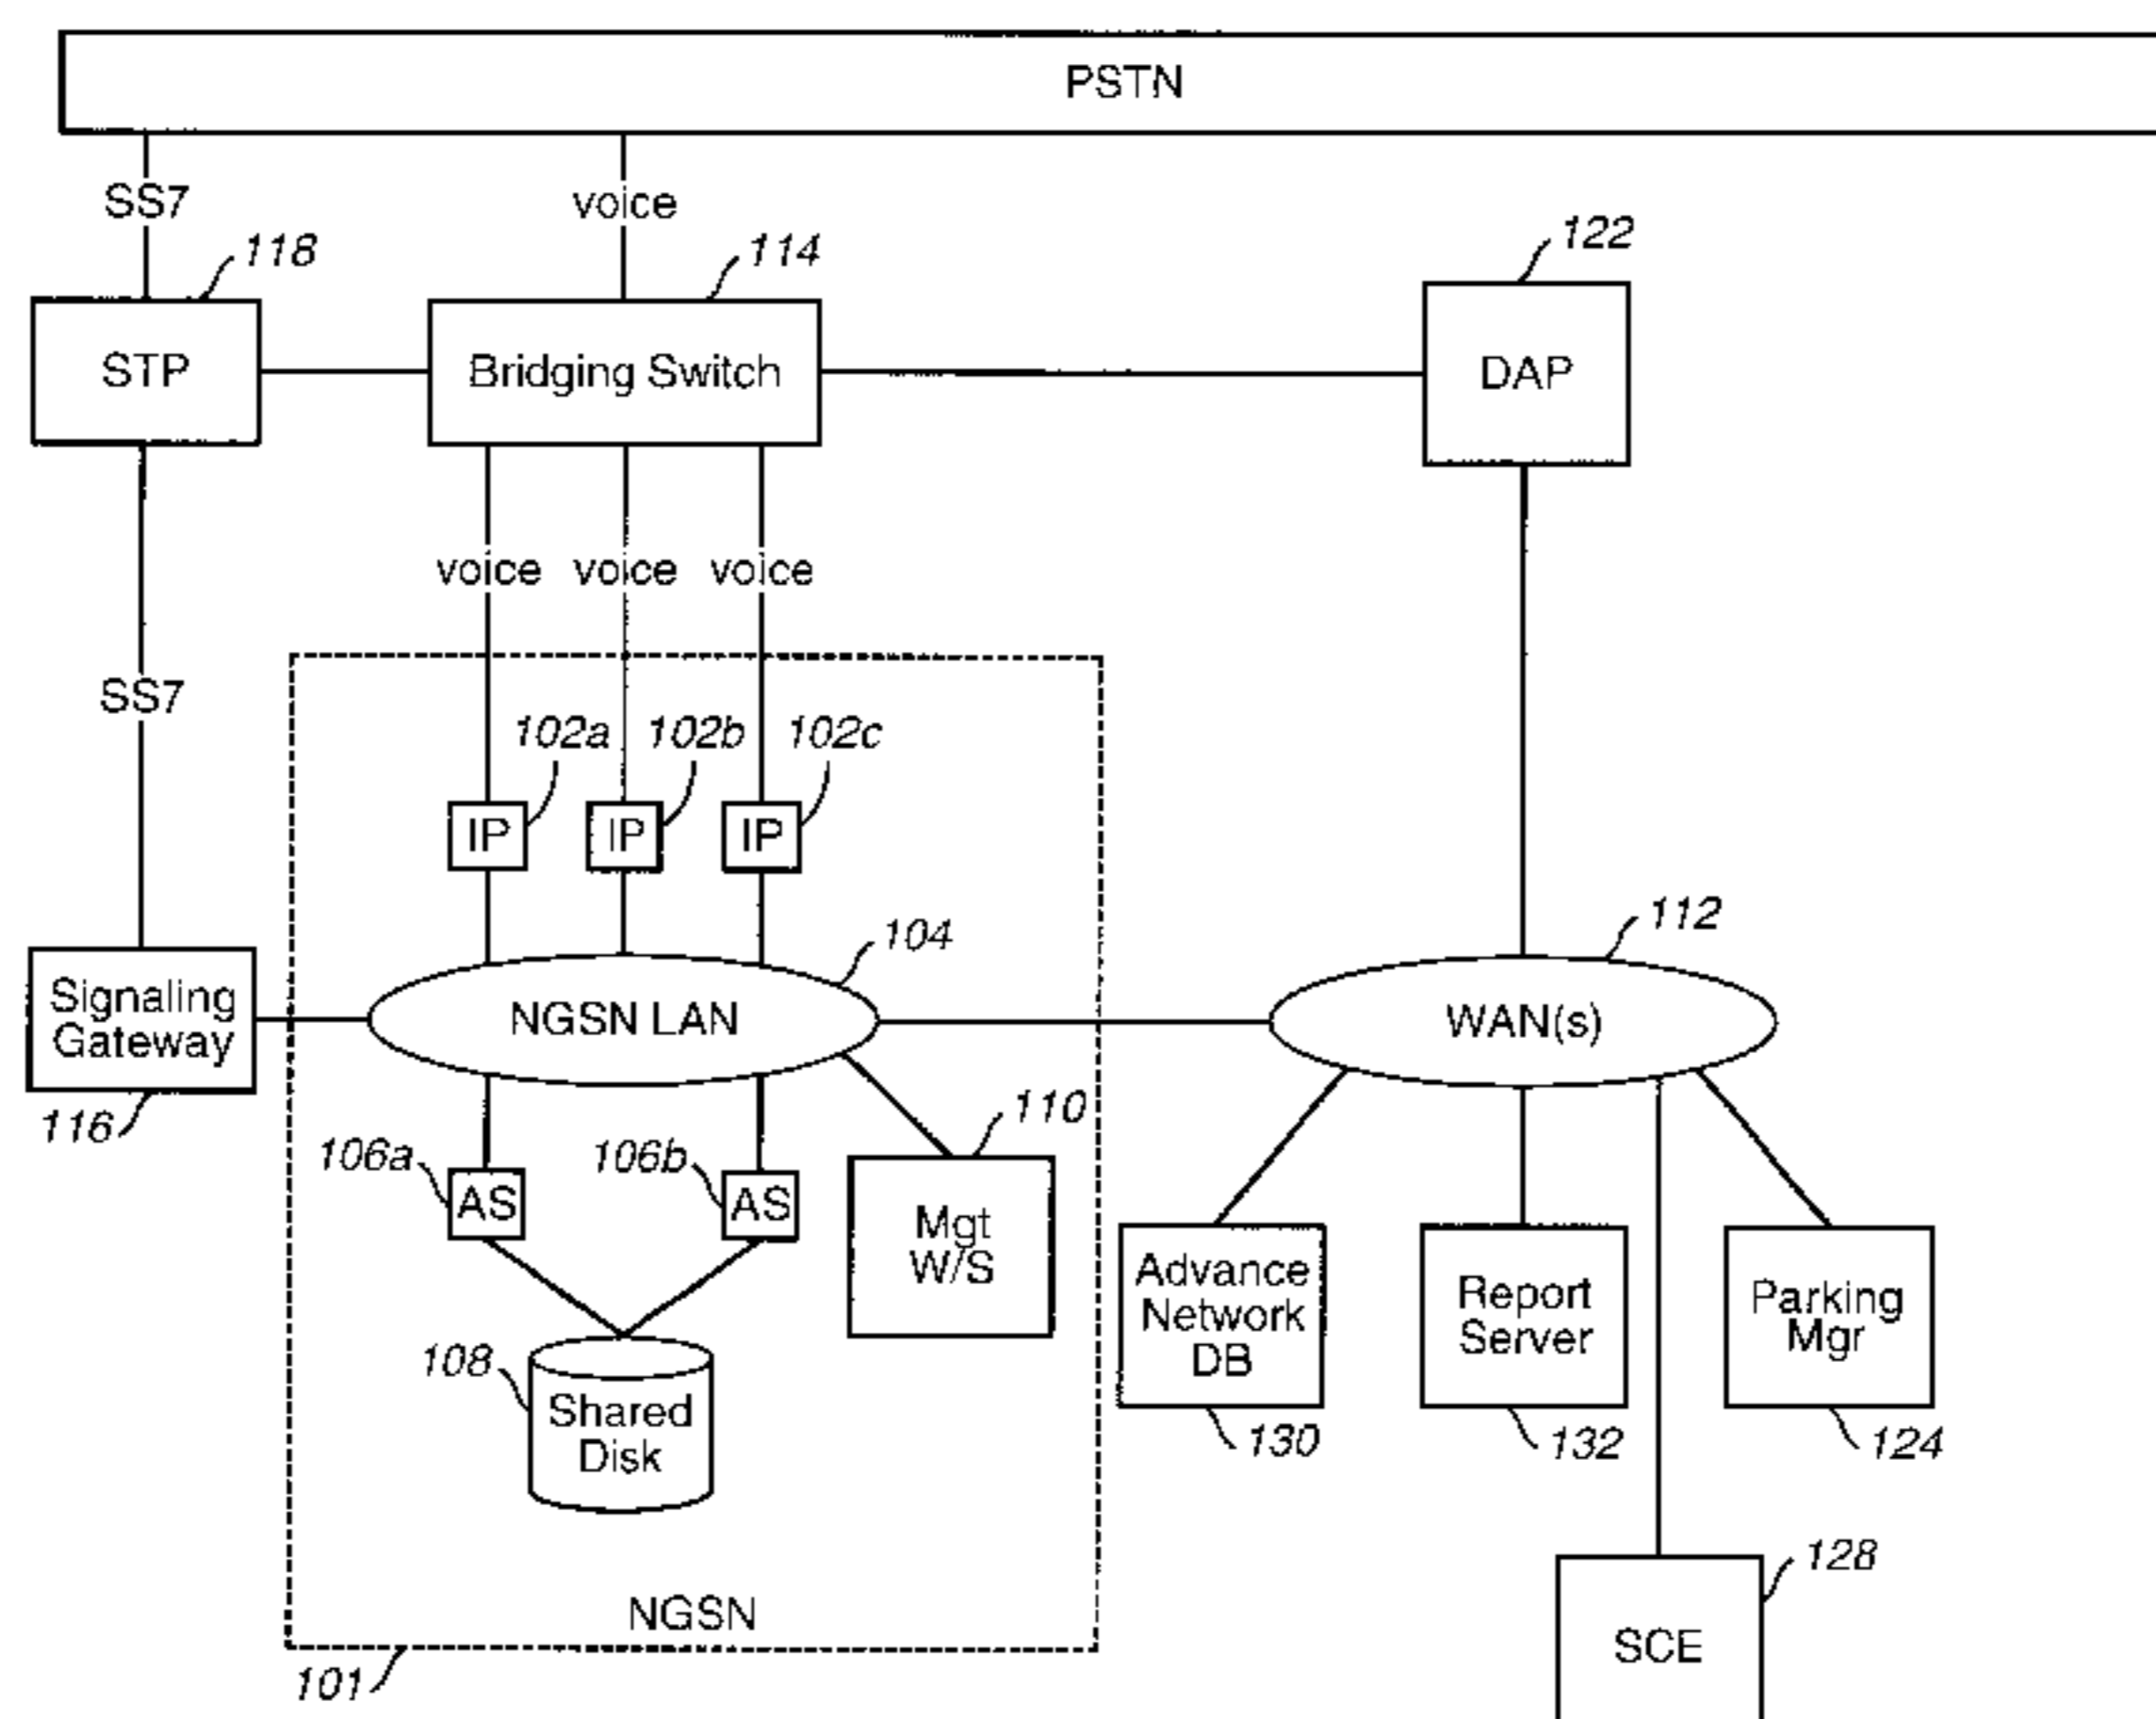 PSTN
SS7
voice
118
114
122
STP
Bridging Switch
DAP
voice voice voice
SS7
102a 102b 102c
IP
IP
IP
104
112
Signaling
Gateway
NGSN LAN
WAN(s)
116
110
106a
106b
AS
AS
Mgt
W/S
Advance
Network
DB
Report
Server
Parking
Mgr
108
Shared
Disk
130
132
124
128
NGSN
SCE
101